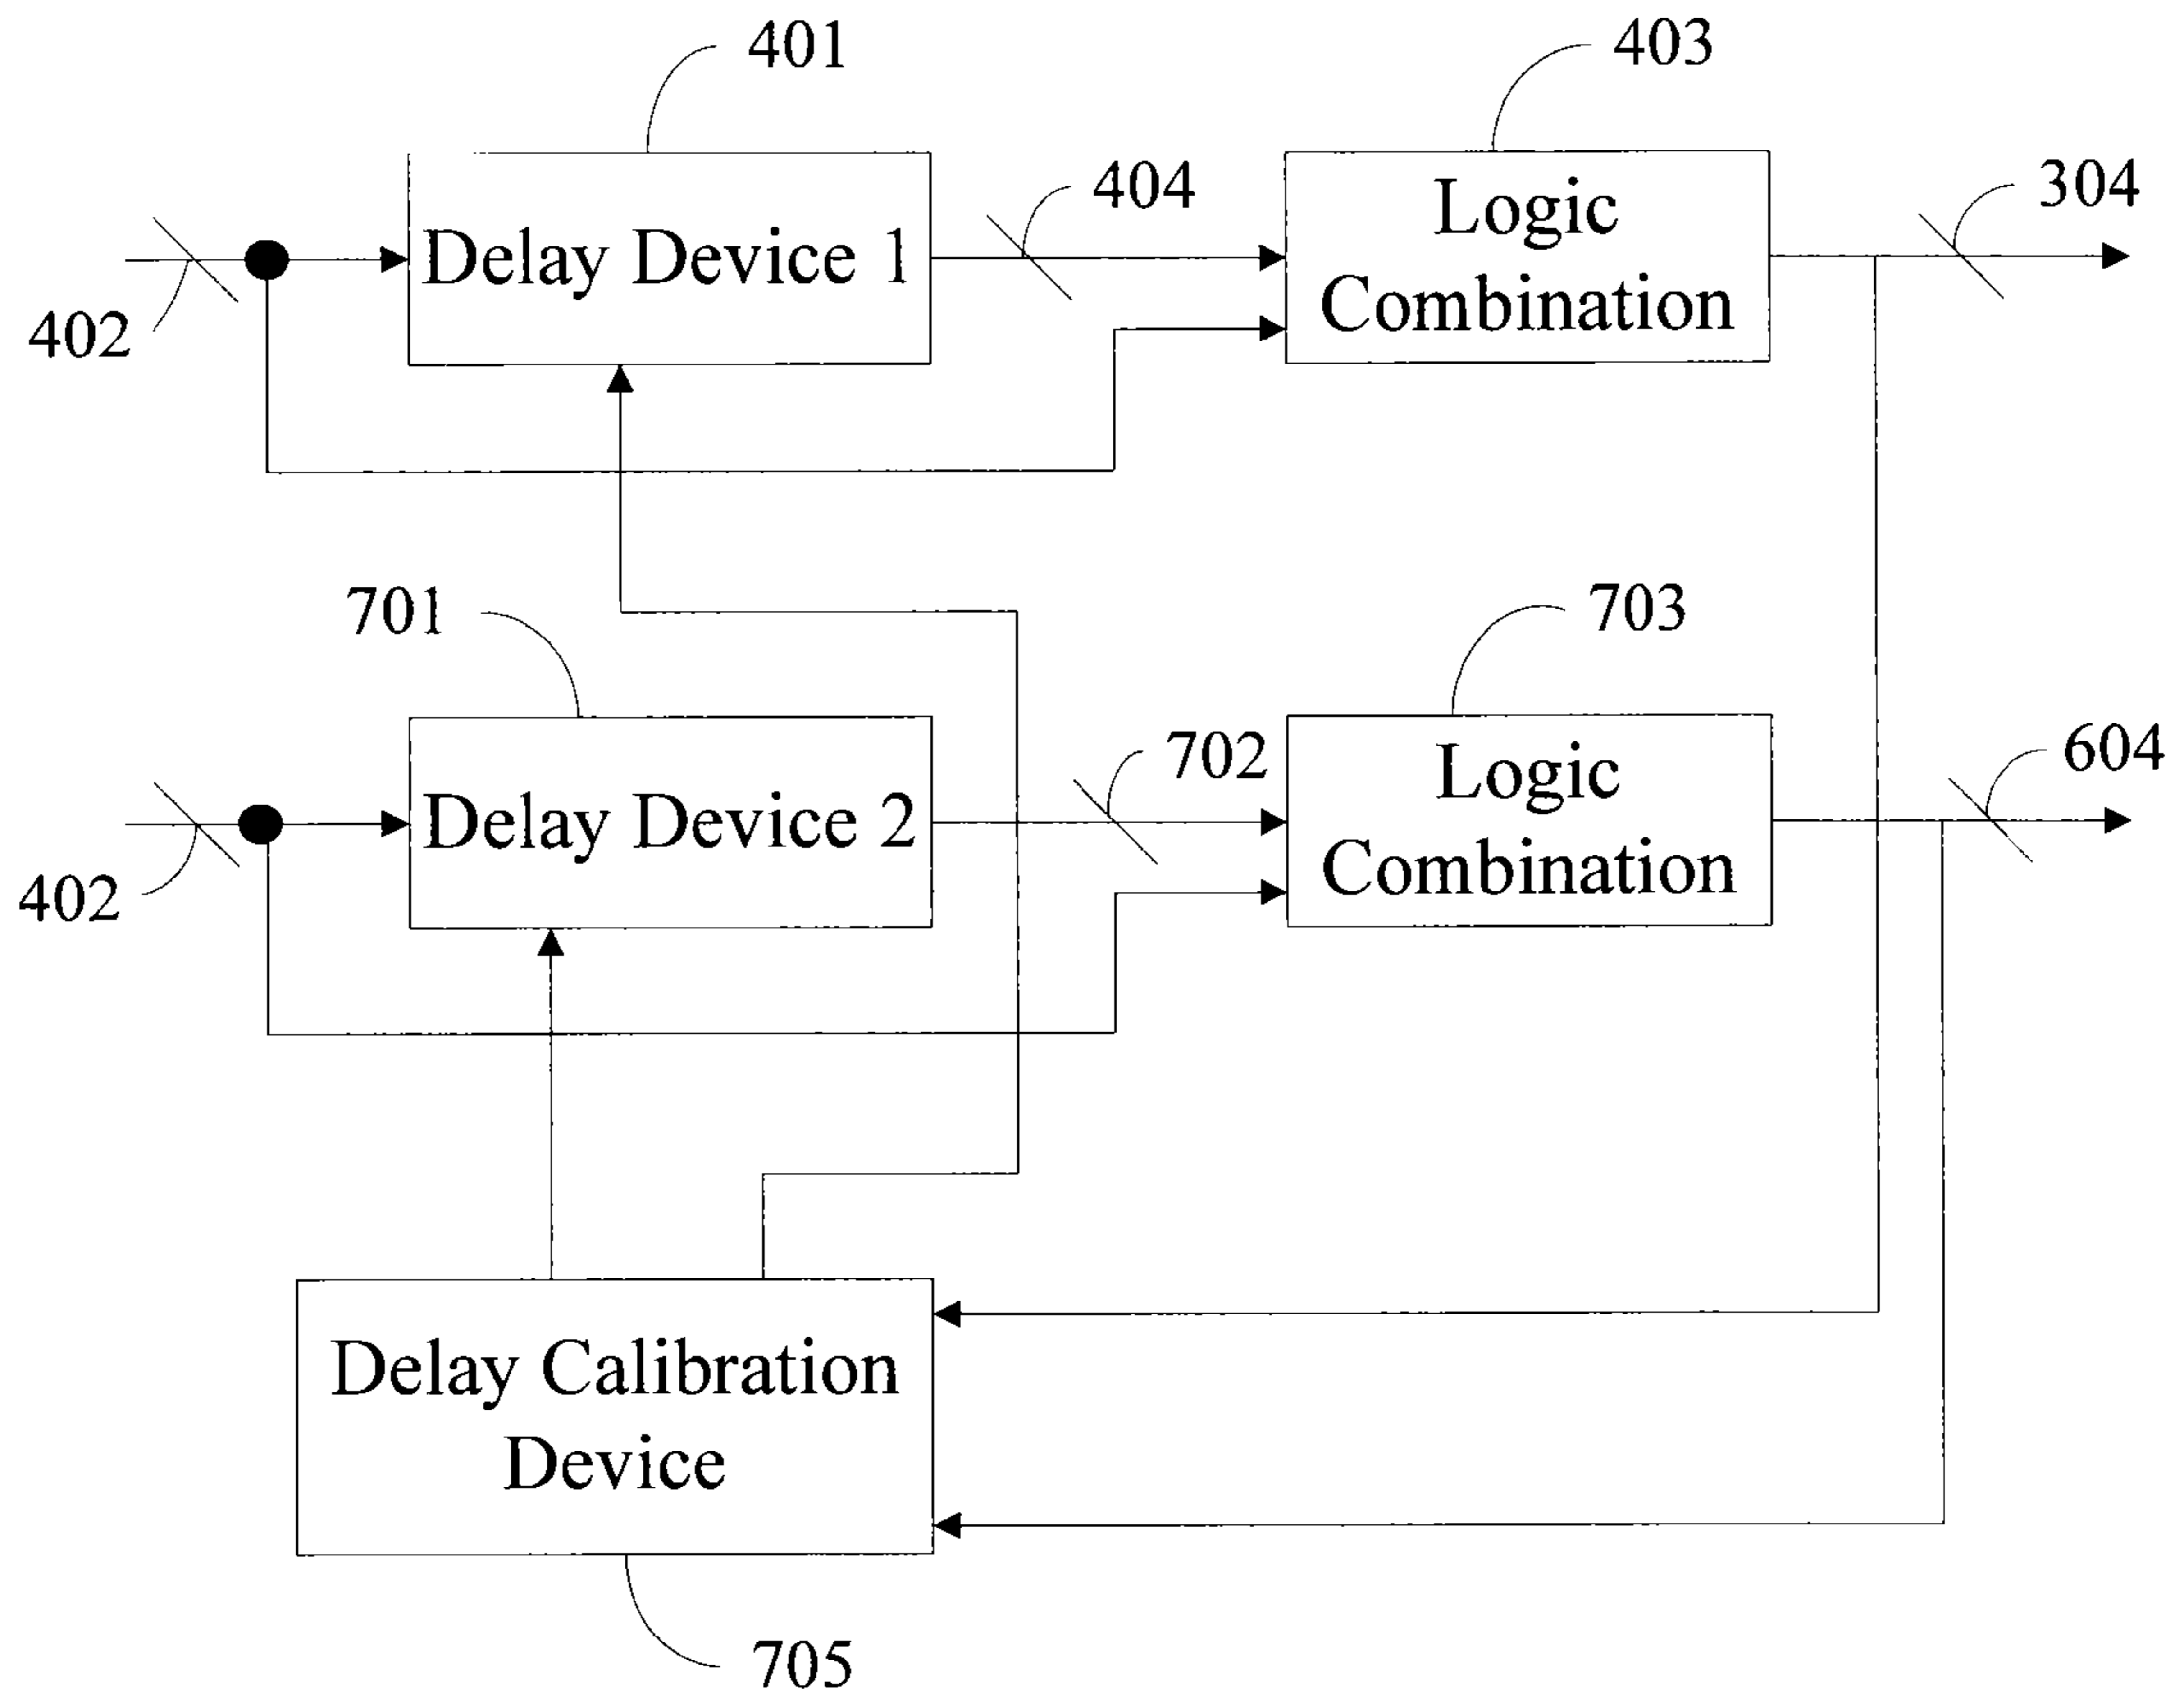 401
403
404
304
Delay Device 1
Logic
Combination
402
701
703
702
604
Delay Device 2
Logic
Combination
402
Delay Calibration
Device
705